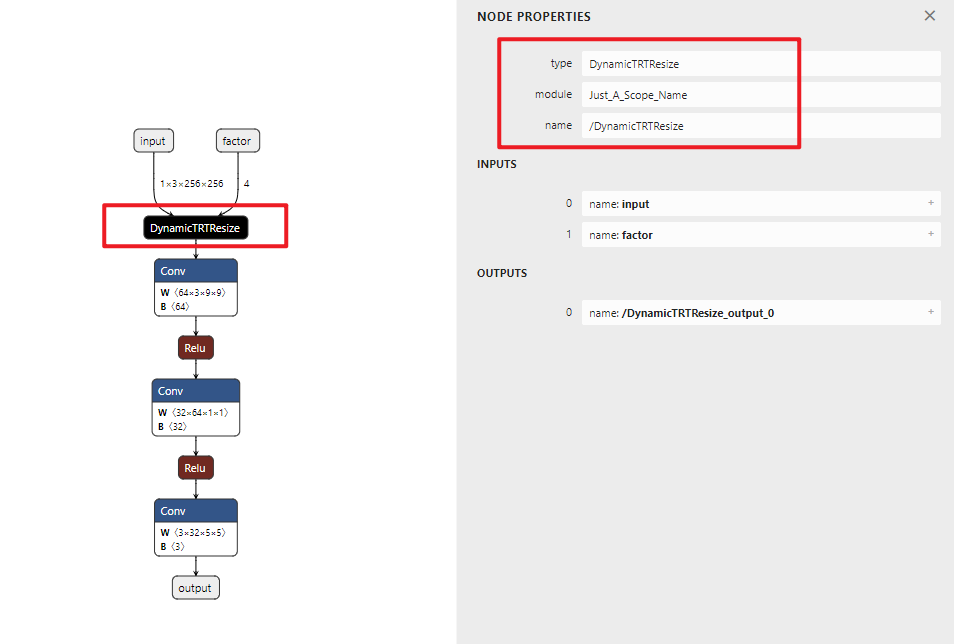 input
factor
1×3×256×256
4
DynamicTRTResize
Conv
W 〈64×3×9×9〉
B 〈64〉
Relu
Conv
W 〈32×64×1×1〉
B 〈32〉
Relu
Conv
W 〈3×32×5×5〉
B 〈3〉
output
NODE PROPERTIES
×
type DynamicTRTResize
module Just_A_Scope_Name
name /DynamicTRTResize
INPUTS
0 name: input +
1 name: factor +
OUTPUTS
0 name: /DynamicTRTResize_output_0 +